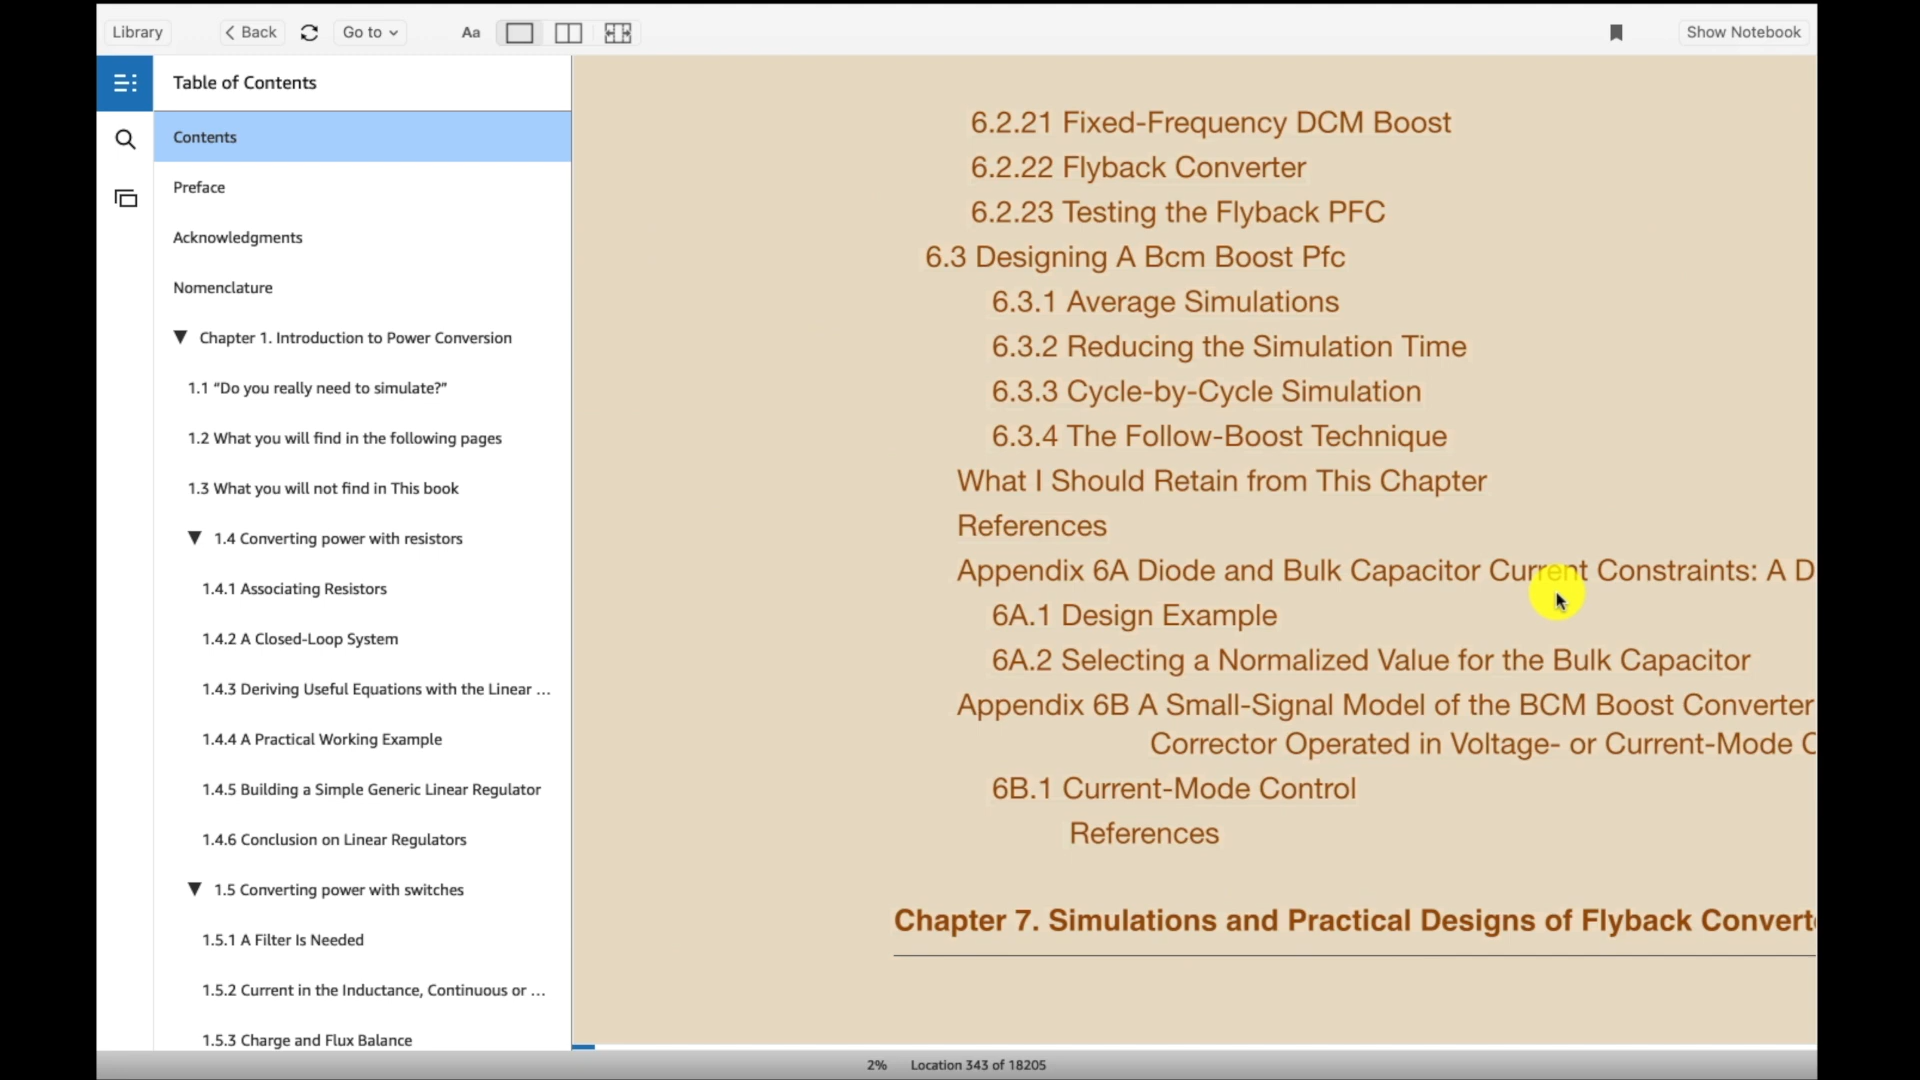 Library
Back
Go to
Aa
Show Notebook
Table of Contents
Contents
Preface
Acknowledgments
Nomenclature
Chapter 1. Introduction to Power Conversion
1.1 “Do you really need to simulate?”
1.2 What you will find in the following pages
1.3 What you will not find in This book
1.4 Converting power with resistors
1.4.1 Associating Resistors
1.4.2 A Closed-Loop System
1.4.3 Deriving Useful Equations with the Linear ...
1.4.4 A Practical Working Example
1.4.5 Building a Simple Generic Linear Regulator
1.4.6 Conclusion on Linear Regulators
1.5 Converting power with switches
1.5.1 A Filter Is Needed
1.5.2 Current in the Inductance, Continuous or ...
1.5.3 Charge and Flux Balance
6.2.21 Fixed-Frequency DCM Boost
6.2.22 Flyback Converter
6.2.23 Testing the Flyback PFC
6.3 Designing A Bcm Boost Pfc
6.3.1 Average Simulations
6.3.2 Reducing the Simulation Time
6.3.3 Cycle-by-Cycle Simulation
6.3.4 The Follow-Boost Technique
What I Should Retain from This Chapter
References
Appendix 6A Diode and Bulk Capacitor Current Constraints: A D
6A.1 Design Example
6A.2 Selecting a Normalized Value for the Bulk Capacitor
Appendix 6B A Small-Signal Model of the BCM Boost Converter
Corrector Operated in Voltage- or Current-Mode C
6B.1 Current-Mode Control
References
Chapter 7. Simulations and Practical Designs of Flyback Convert
2% Location 343 of 18205